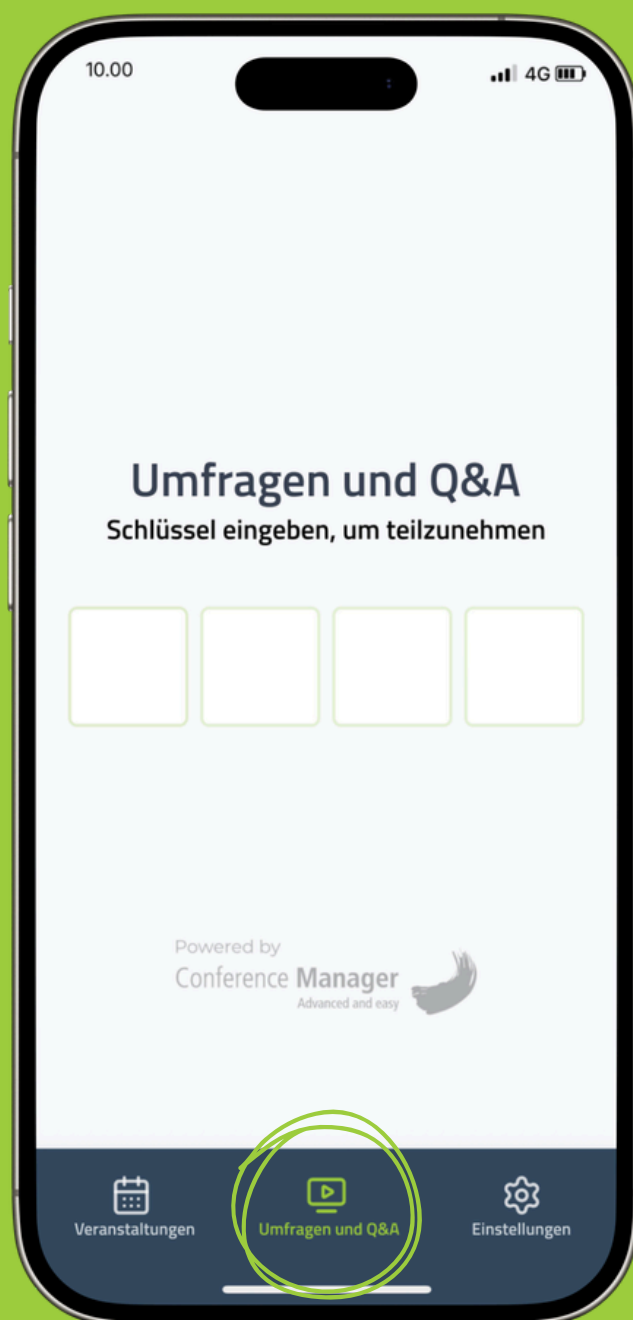 10.00
4G
Umfragen und Q&A
Schlüssel eingeben, um teilzunehmen
Powered by
Conference Manager
Advanced and easy
Veranstaltungen
Umfragen und Q&A
Einstellungen